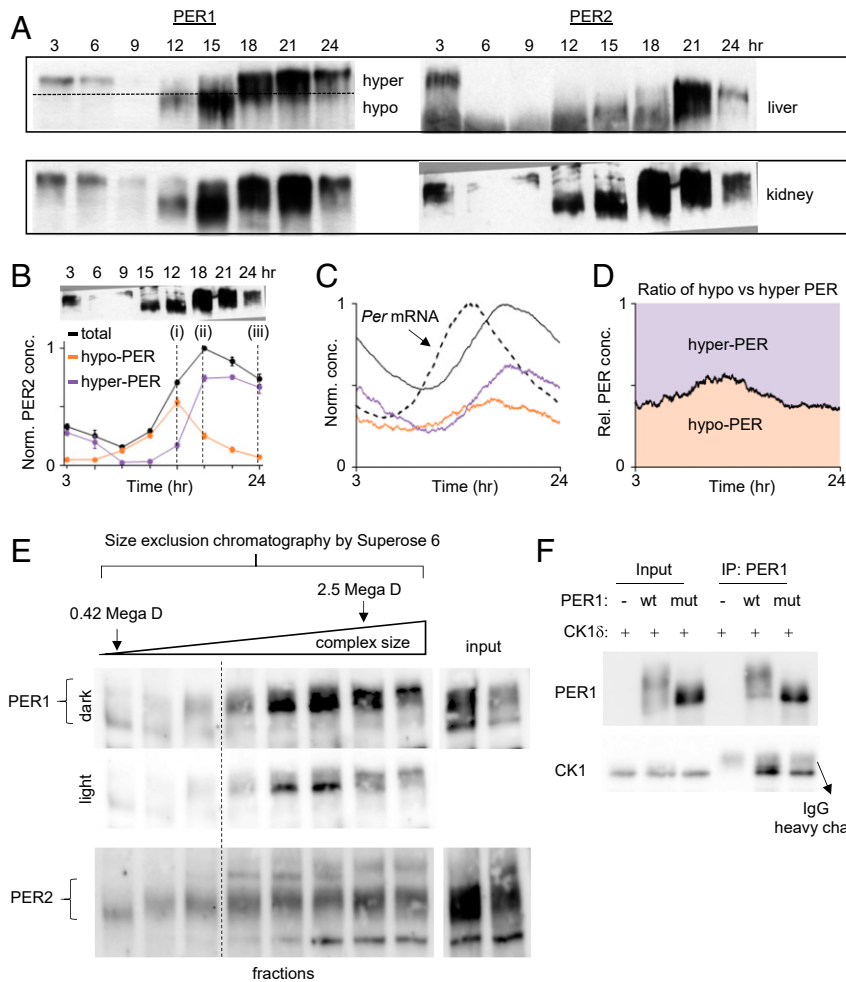 A
PER1
PER2
3 6 9 12 15 18 21 24
3 6 9 12 15 18 21 24 hr
hyper
hypo
liver
kidney
B
3 6 9 15 12 18 21 24 hr
total
hypo-PER
hyper-PER
(i) (ii) (iii)
Norm. PER2 conc.
1
0
3 24
Time (hr)
C
Per mRNA
Norm. conc.
1
0
3 24
Time (hr)
D
Ratio of hypo vs hyper PER
hyper-PER
hypo-PER
Rel. PER conc.
1
0
3 24
Time (hr)
E
Size exclusion chromatography by Superose 6
0.42 Mega D
2.5 Mega D
complex size
input
PER1
dark
light
PER2
fractions
F
Input IP: PER1
PER1: - wt mut - wt mut
CK1δ: + + + + + +
PER1
CK1
IgG
heavy cha